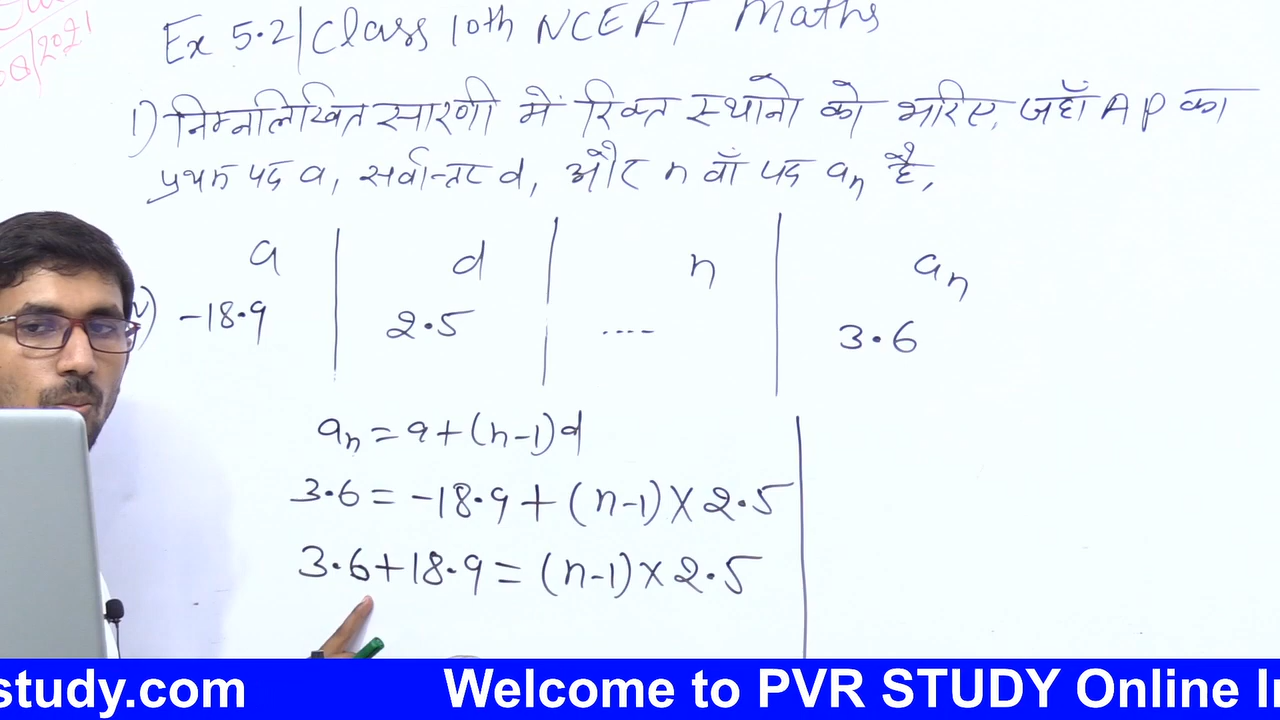 08/2021
Ex 5.2/Class 10th NCERT Maths
1) निम्नलिखित सारणी में रिक्त स्थानो को भरिए, जहाँ AP का
प्रथम पद a, सर्वान्तर d, और n वाँ पद an है,
a d n an
-18.9 2.5 .... 3.6
an = a + (n-1)d
3.6 = -18.9 + (n-1) × 2.5
3.6 + 18.9 = (n-1) × 2.5
study.com Welcome to PVR STUDY Online